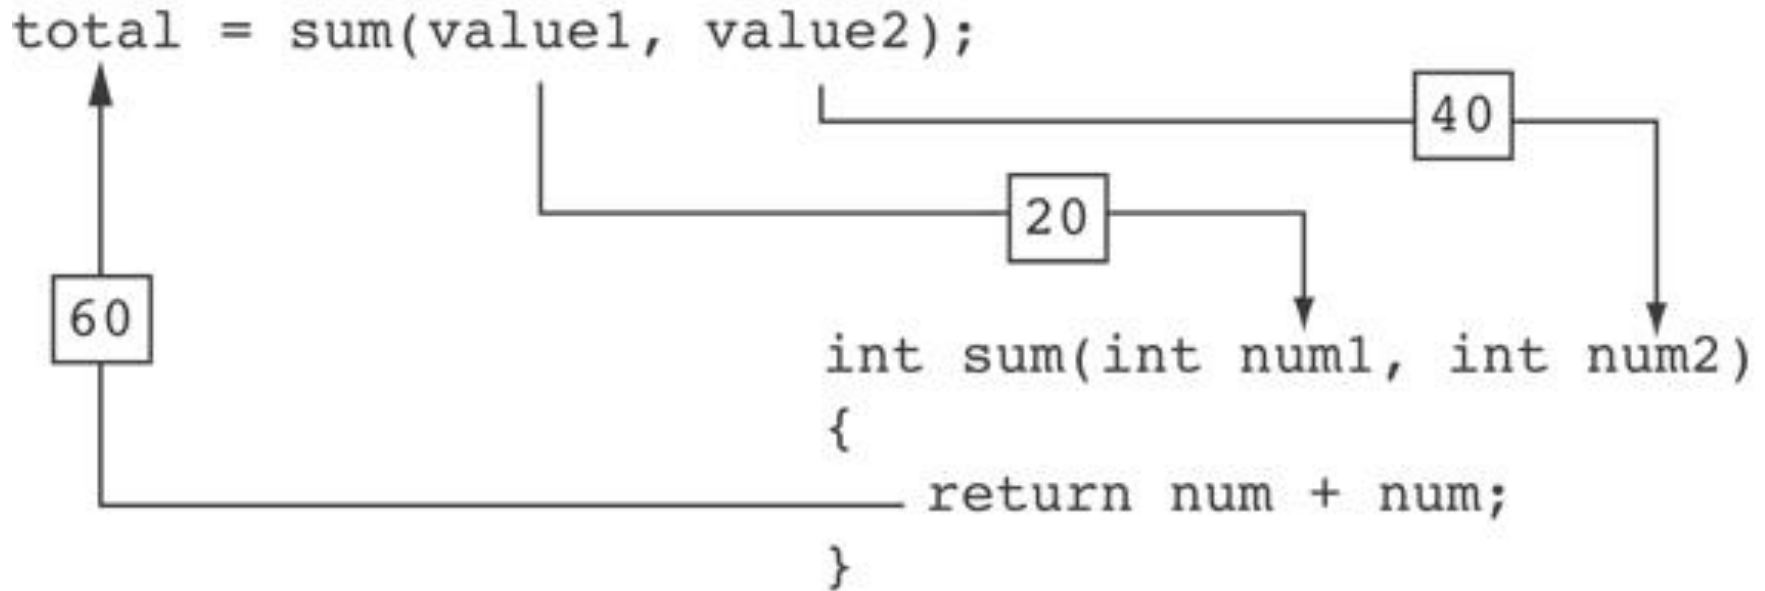 total = sum(value1, value2);
40
20
60
int sum(int num1, int num2)
{
return num + num;
}